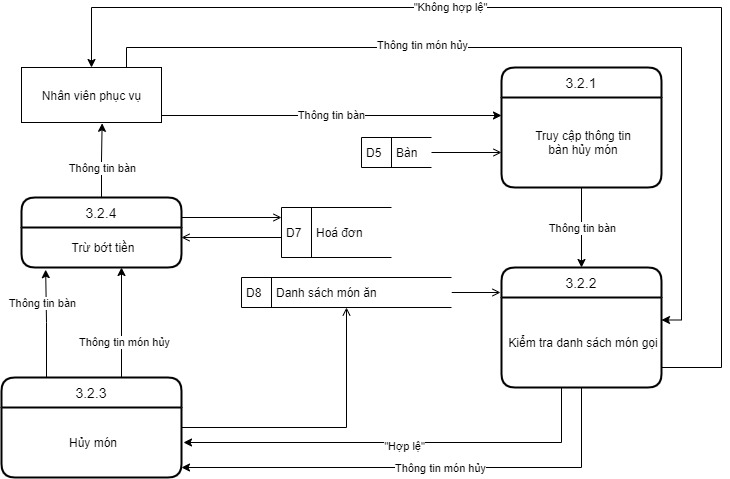 "Không hợp lệ"
Thông tin món hủy
Nhân viên phục vụ
3.2.1
Thông tin bàn
Truy cập thông tin
bàn hủy món
D5
Bàn
Thông tin bàn
3.2.4
Thông tin bàn
D7
Hoá đơn
Trừ bớt tiền
3.2.2
D8
Danh sách món ăn
Thông tin bàn
Thông tin món hủy
Kiểm tra danh sách món gọi
3.2.3
Hủy món
"Hợp lệ"
Thông tin món hủy